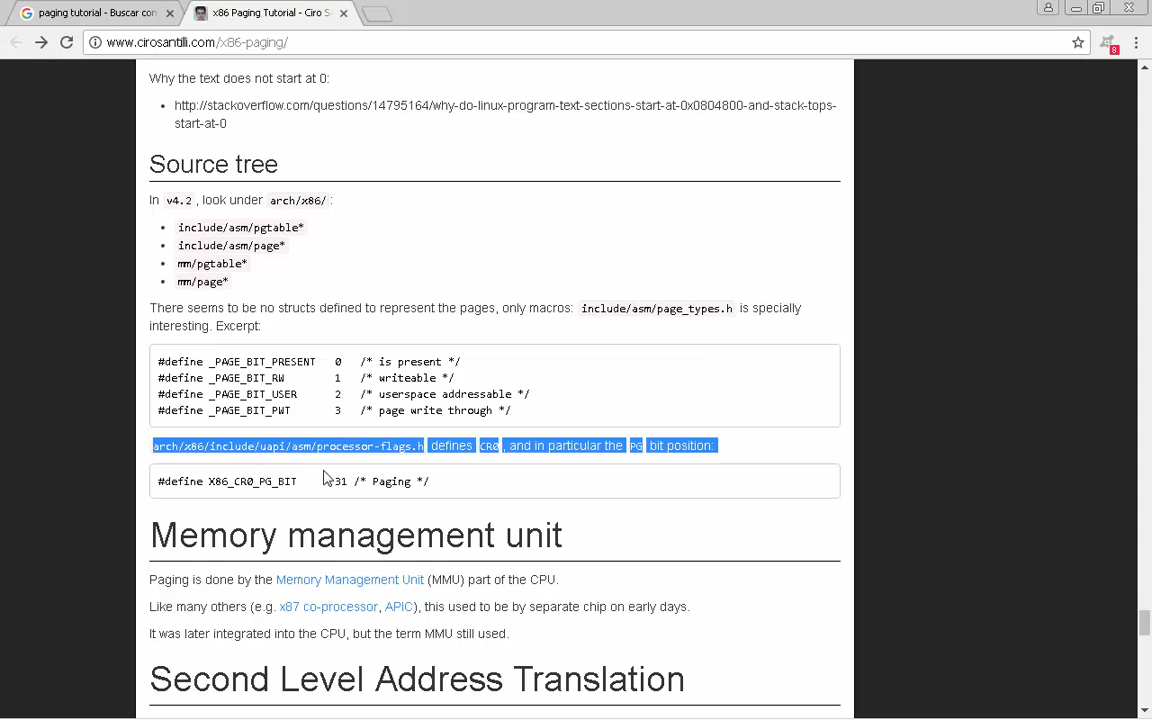 paging tutorial - Buscar con
x86 Paging Tutorial - Ciro S
www.cirosantilli.com/x86-paging/
8
Why the text does not start at 0:
• http://stackoverflow.com/questions/14795164/why-do-linux-program-text-sections-start-at-0x0804800-and-stack-tops-
start-at-0
Source tree
In v4.2 , look under arch/x86/ :
• include/asm/pgtable*
• include/asm/page*
• mm/pgtable*
• mm/page*
There seems to be no structs defined to represent the pages, only macros: include/asm/page_types.h is specially
interesting. Excerpt:
#define _PAGE_BIT_PRESENT 0 /* is present */
#define _PAGE_BIT_RW 1 /* writeable */
#define _PAGE_BIT_USER 2 /* userspace addressable */
#define _PAGE_BIT_PWT 3 /* page write through */
arch/x86/include/uapi/asm/processor-flags.h defines CR0 , and in particular the PG bit position:
#define X86_CR0_PG_BIT 31 /* Paging */
Memory management unit
Paging is done by the Memory Management Unit (MMU) part of the CPU.
Like many others (e.g. x87 co-processor, APIC), this used to be by separate chip on early days.
It was later integrated into the CPU, but the term MMU still used.
Second Level Address Translation